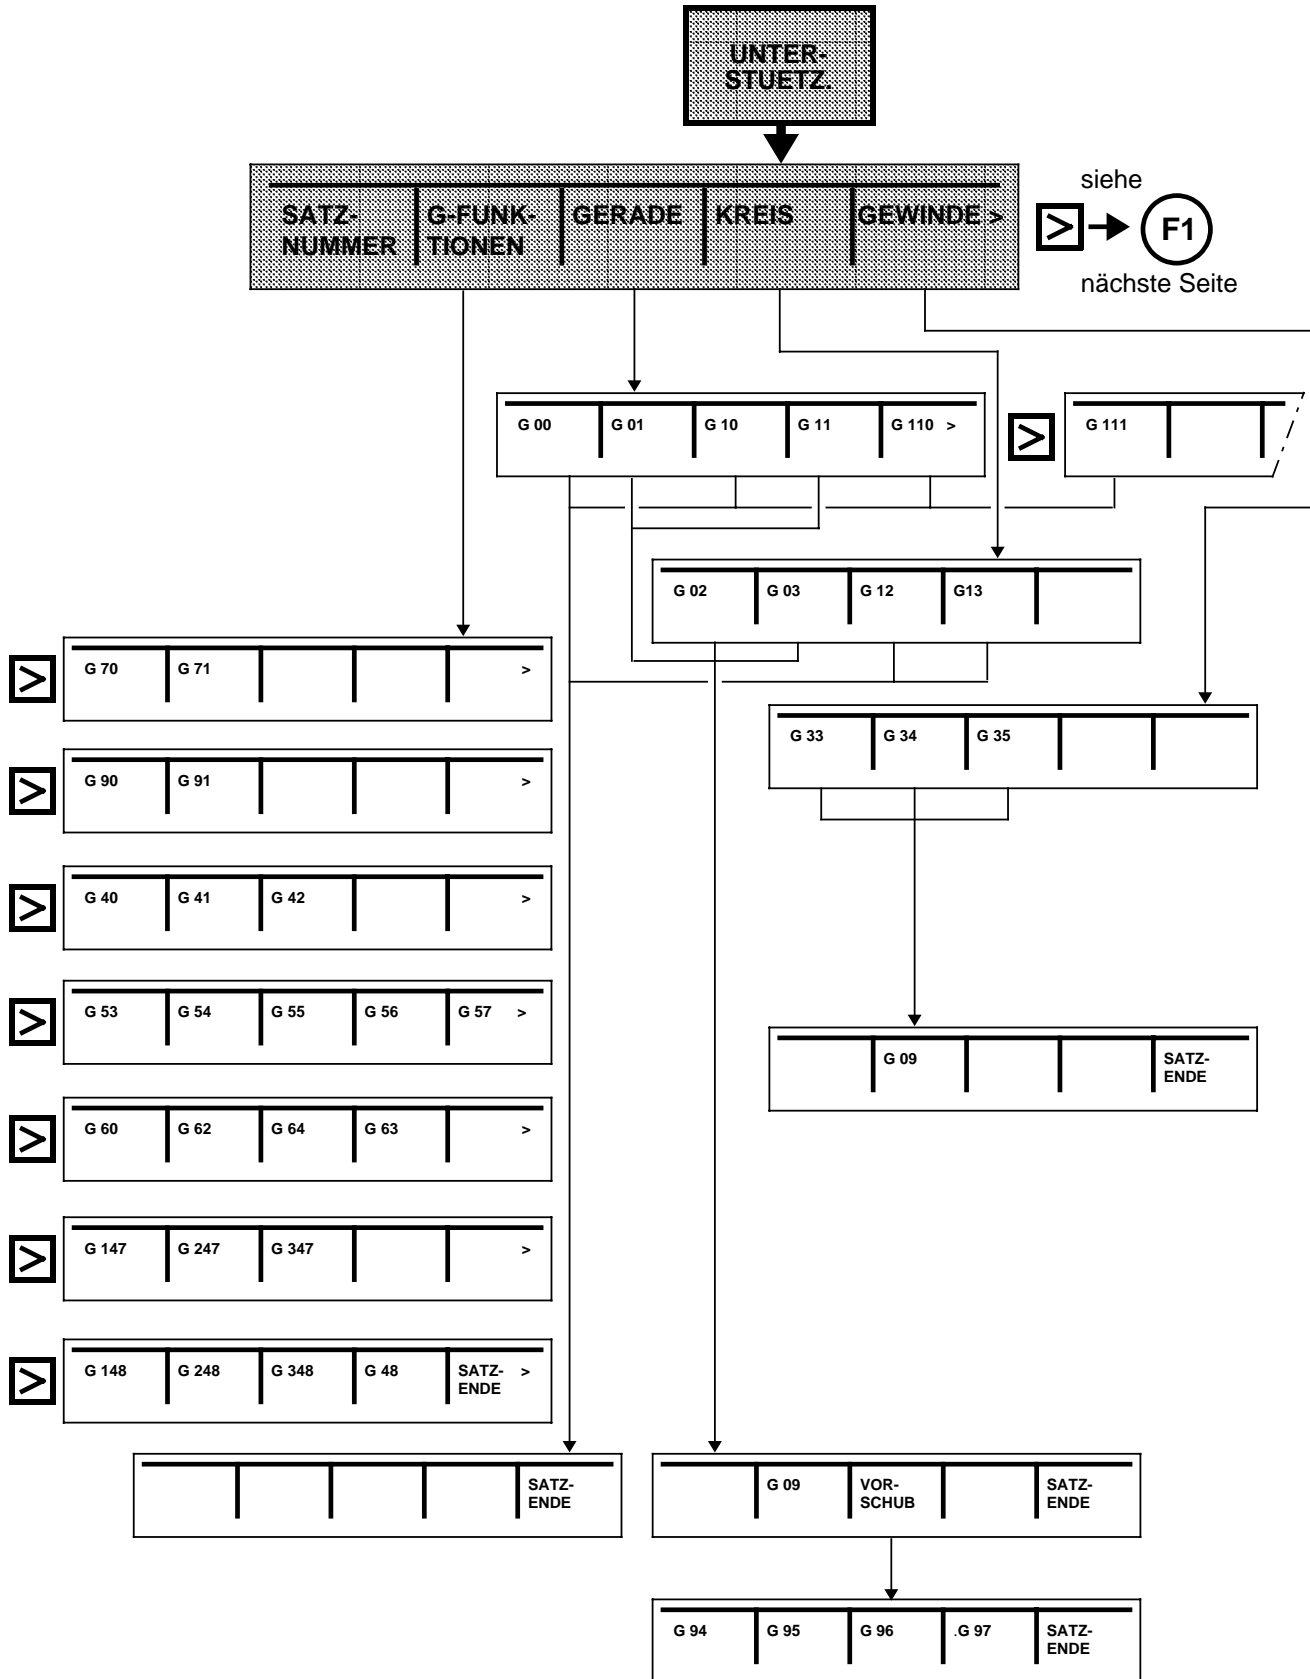 UNTER-
STUETZ.
SATZ-
NUMMER
G-FUNK-
TIONEN
GERADE
KREIS
GEWINDE >
siehe
> F1
nächste Seite
G 00 G 01 G 10 G 11 G 110 >
> G 111
G 02 G 03 G 12 G13
> G 70 G 71 >
G 33 G 34 G 35
> G 90 G 91 >
> G 40 G 41 G 42 >
> G 53 G 54 G 55 G 56 G 57 >
G 09 SATZ-
ENDE
> G 60 G 62 G 64 G 63 >
> G 147 G 247 G 347 >
> G 148 G 248 G 348 G 48 SATZ- >
ENDE
SATZ-
ENDE
G 09 VOR- SATZ-
SCHUB ENDE
G 94 G 95 G 96 .G 97 SATZ-
ENDE